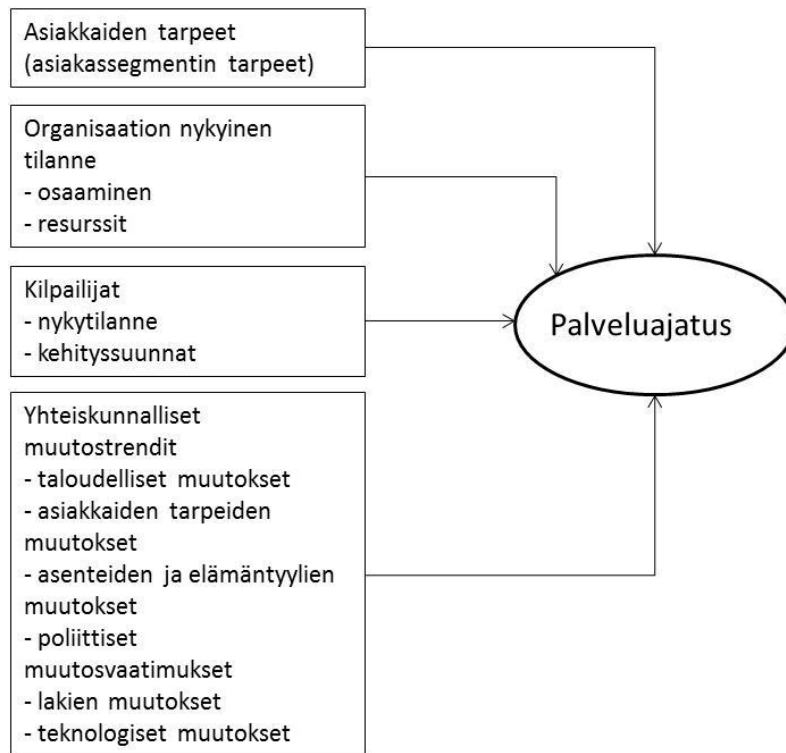 Asiakkaiden tarpeet
(asiakassegmentin tarpeet)
Organisaation nykyinen
tilanne
- osaaminen
- resurssit
Kilpailijat
- nykytilanne
- kehityssuunnat
Palveluajatus
Yhteiskunnalliset
muutostrendit
- taloudelliset muutokset
- asiakkaiden tarpeiden
muutokset
- asenteiden ja elämäntyylien
muutokset
- poliittiset
muutosvaatimukset
- lakien muutokset
- teknologiset muutokset